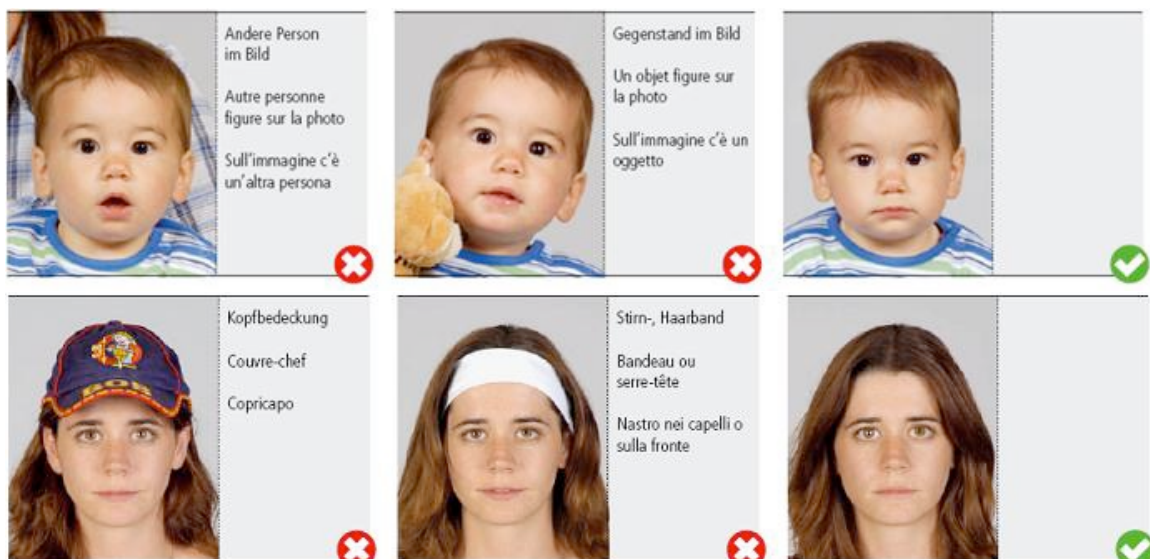 Andere Person
im Bild
Autre personne
figure sur la photo
Sull'immagine c'è
un'altra persona
Gegenstand im Bild
Un objet figure sur
la photo
Sull'immagine c'è un
oggetto
Kopfbedeckung
Couvre-chef
Copricapo
BOB
Stirn-, Haarband
Bandeau ou
serre-tête
Nastro nei capelli o
sulla fronte